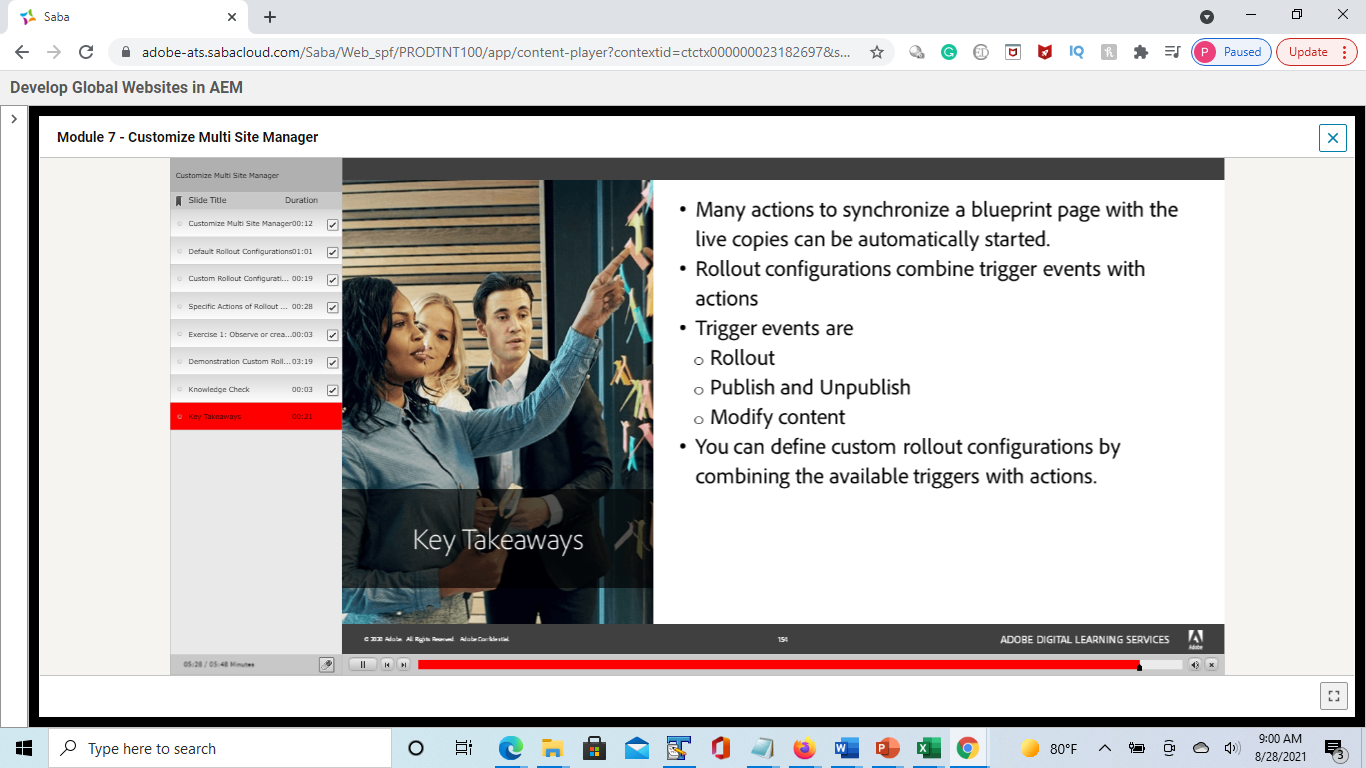 Saba
adobe-ats.sabacloud.com/Saba/Web_spf/PRODTNT100/app/content-player?contextid=ctctx0000000023182697&s...
P Paused
Update
Develop Global Websites in AEM
Module 7 - Customize Multi Site Manager
Customize Multi Site Manager
Slide Title Duration
Customize Multi Site Manager 00:12
Default Rollout Configurations 01:01
Custom Rollout Configurati... 00:19
Specific Actions of Rollout ... 00:28
Exercise 1: Observe or crea... 00:03
Demonstration Custom Roll... 03:19
Knowledge Check 00:03
Key Takeaways 00:21
Key Takeaways
• Many actions to synchronize a blueprint page with the
live copies can be automatically started.
• Rollout configurations combine trigger events with
actions
• Trigger events are
o Rollout
o Publish and Unpublish
o Modify content
• You can define custom rollout configurations by
combining the available triggers with actions.
© 2020 Adobe. All Rights Reserved. Adobe Confidential.
154
ADOBE DIGITAL LEARNING SERVICES
Adobe
05:28 / 05:48 Minutes
Type here to search
80°F
9:00 AM
8/28/2021
3